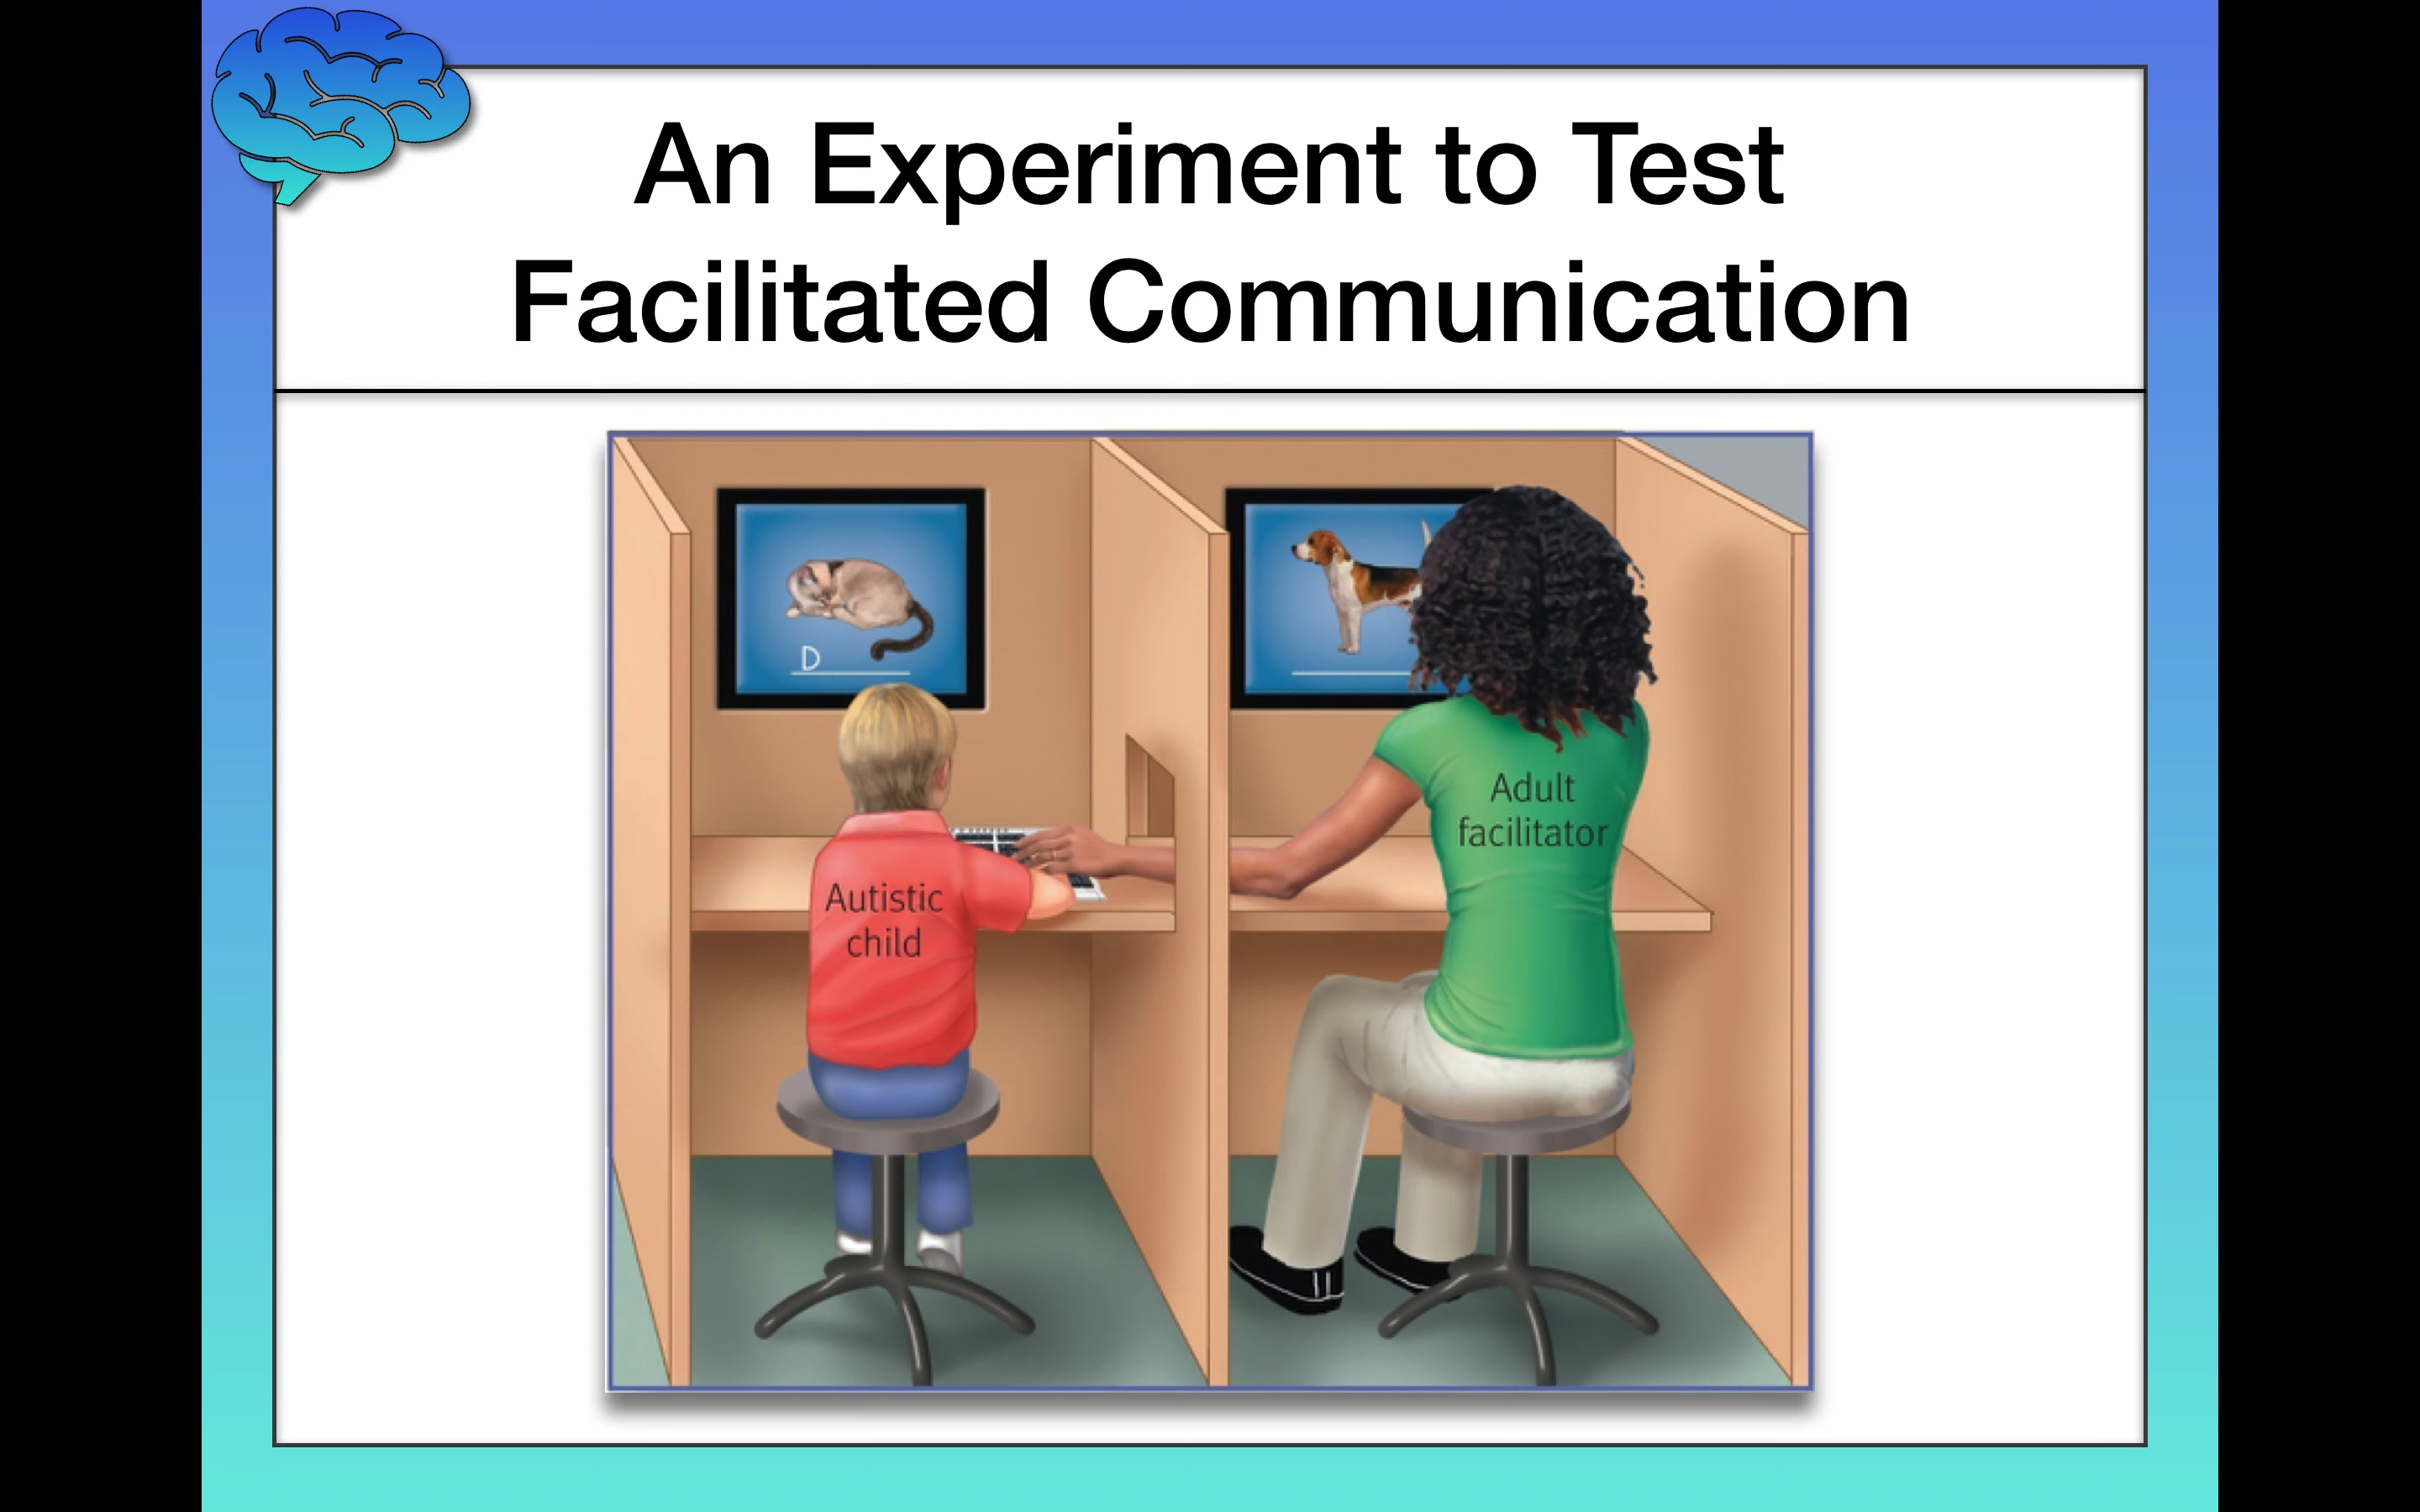 An Experiment to Test
Facilitated Communication
D
Autistic
child
Adult
facilitator